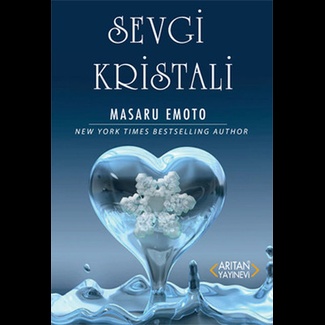 SEVGİ
KRİSTALİ
MASARU EMOTO
NEW YORK TIMES BESTSELLING AUTHOR
ARITAN
YAYINEVİ